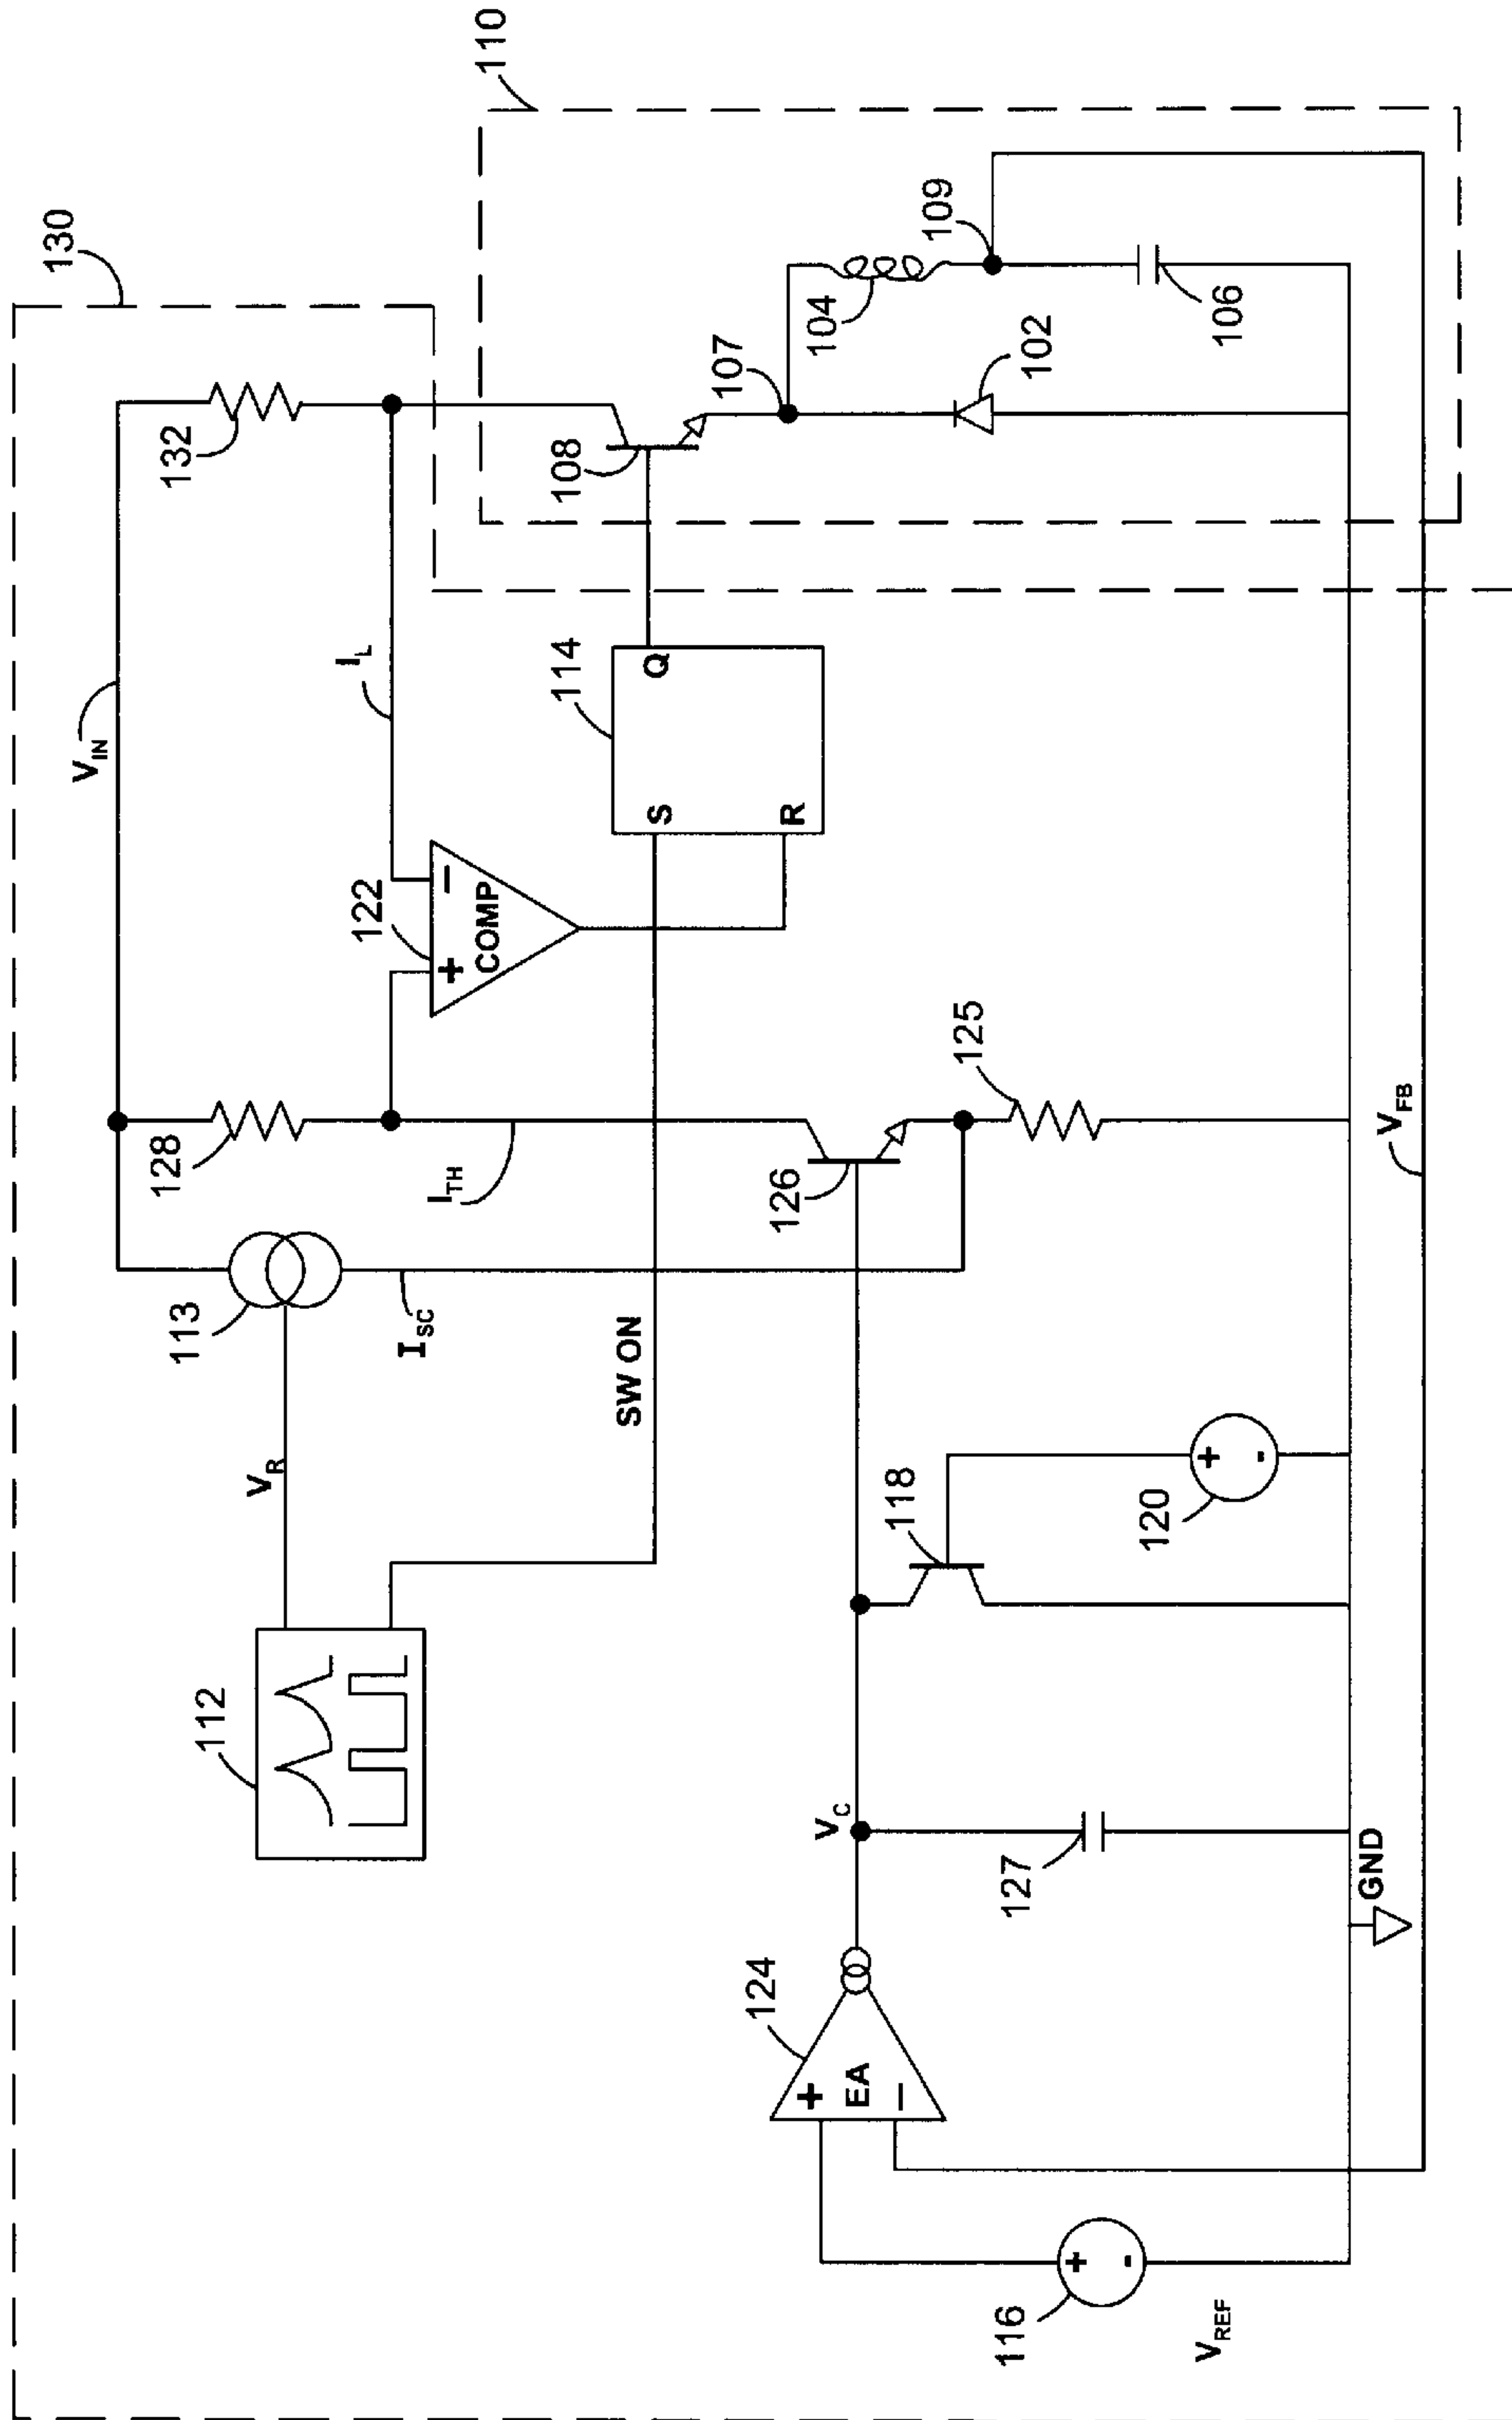 130
V_IN
132
I_L
128
122
+
−
COMP
113
V_R
I_TH
I_SC
112
SW ON
114
S
Q
R
110
108
107
104
109
102
106
126
125
118
120
+
-
V_C
127
124
+
EA
−
116
+
-
V_REF
GND
V_FB